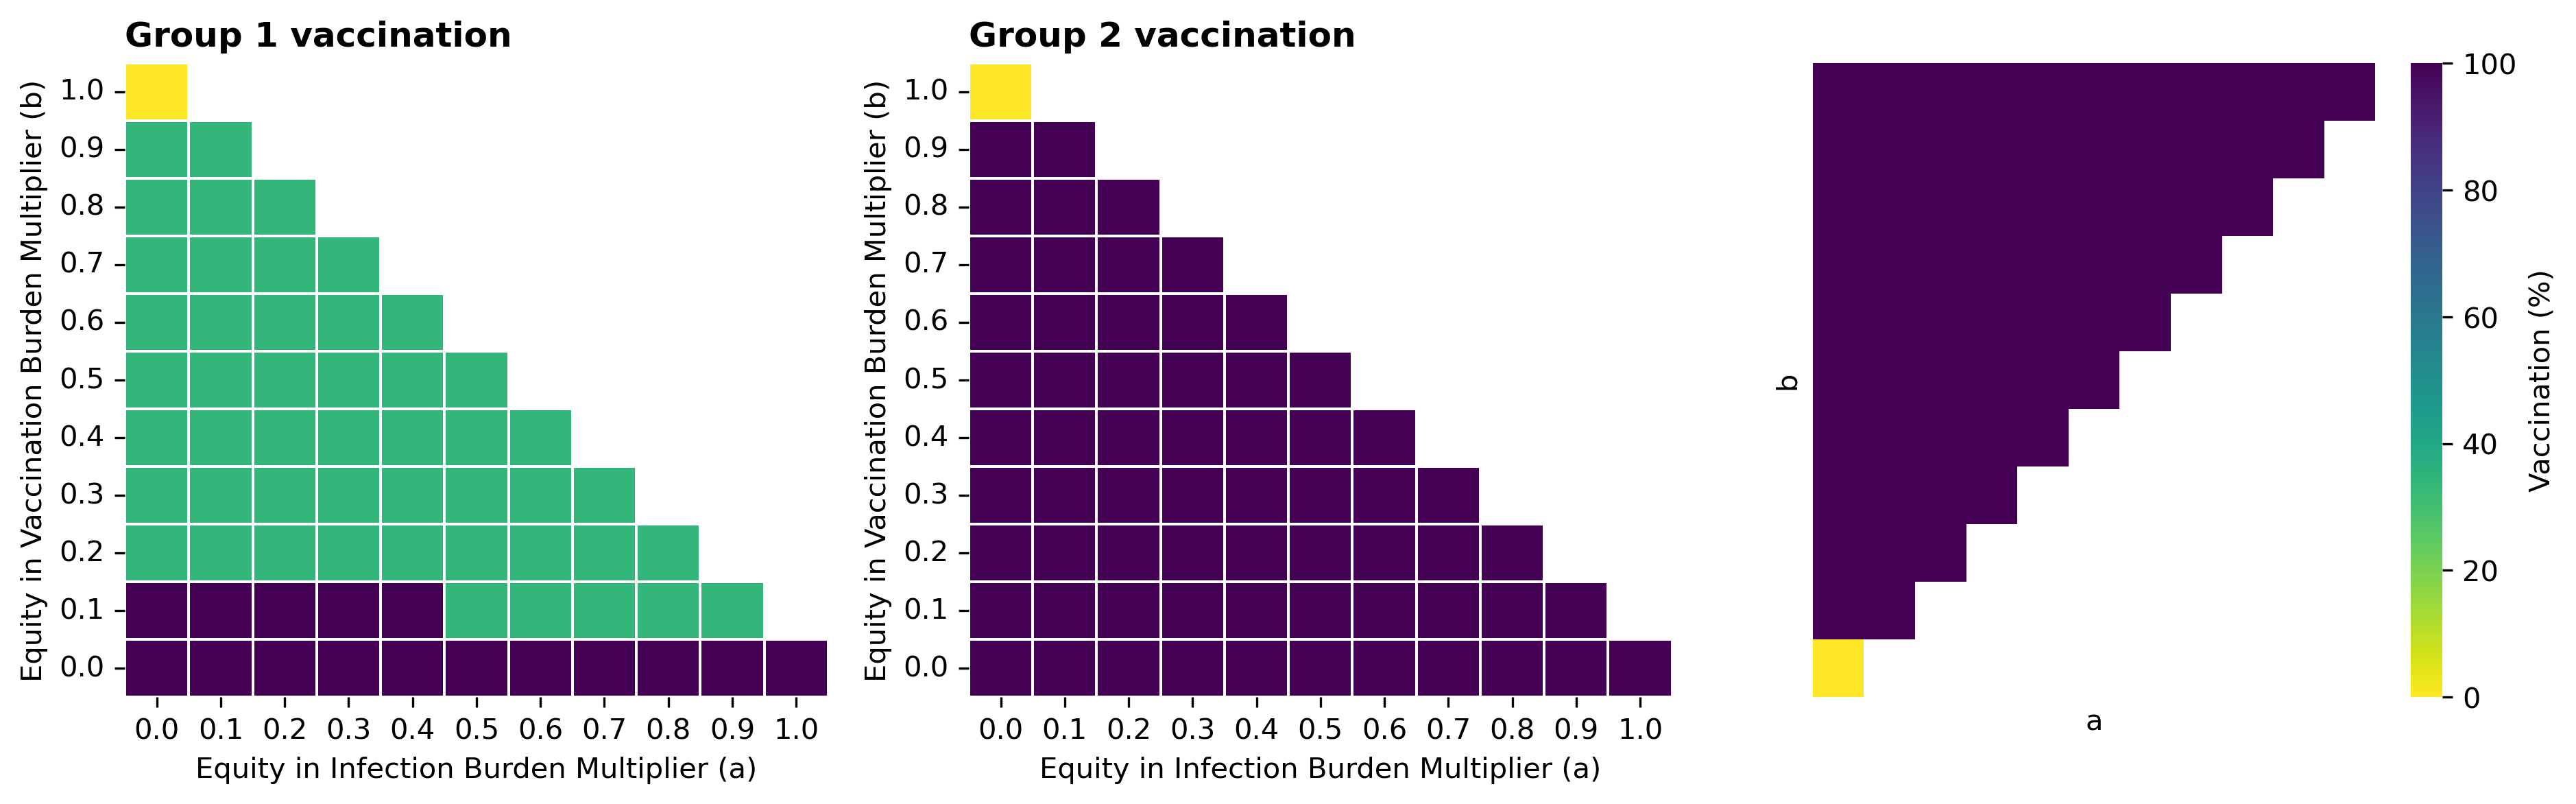 Group 1 vaccination
Equity in Vaccination Burden Multiplier (b)
1.0
0.9
0.8
0.7
0.6
0.5
0.4
0.3
0.2
0.1
0.0
0.0 0.1 0.2 0.3 0.4 0.5 0.6 0.7 0.8 0.9 1.0
Equity in Infection Burden Multiplier (a)
Group 2 vaccination
Equity in Vaccination Burden Multiplier (b)
1.0
0.9
0.8
0.7
0.6
0.5
0.4
0.3
0.2
0.1
0.0
0.0 0.1 0.2 0.3 0.4 0.5 0.6 0.7 0.8 0.9 1.0
Equity in Infection Burden Multiplier (a)
b
a
100
80
60
40
20
0
Vaccination (%)